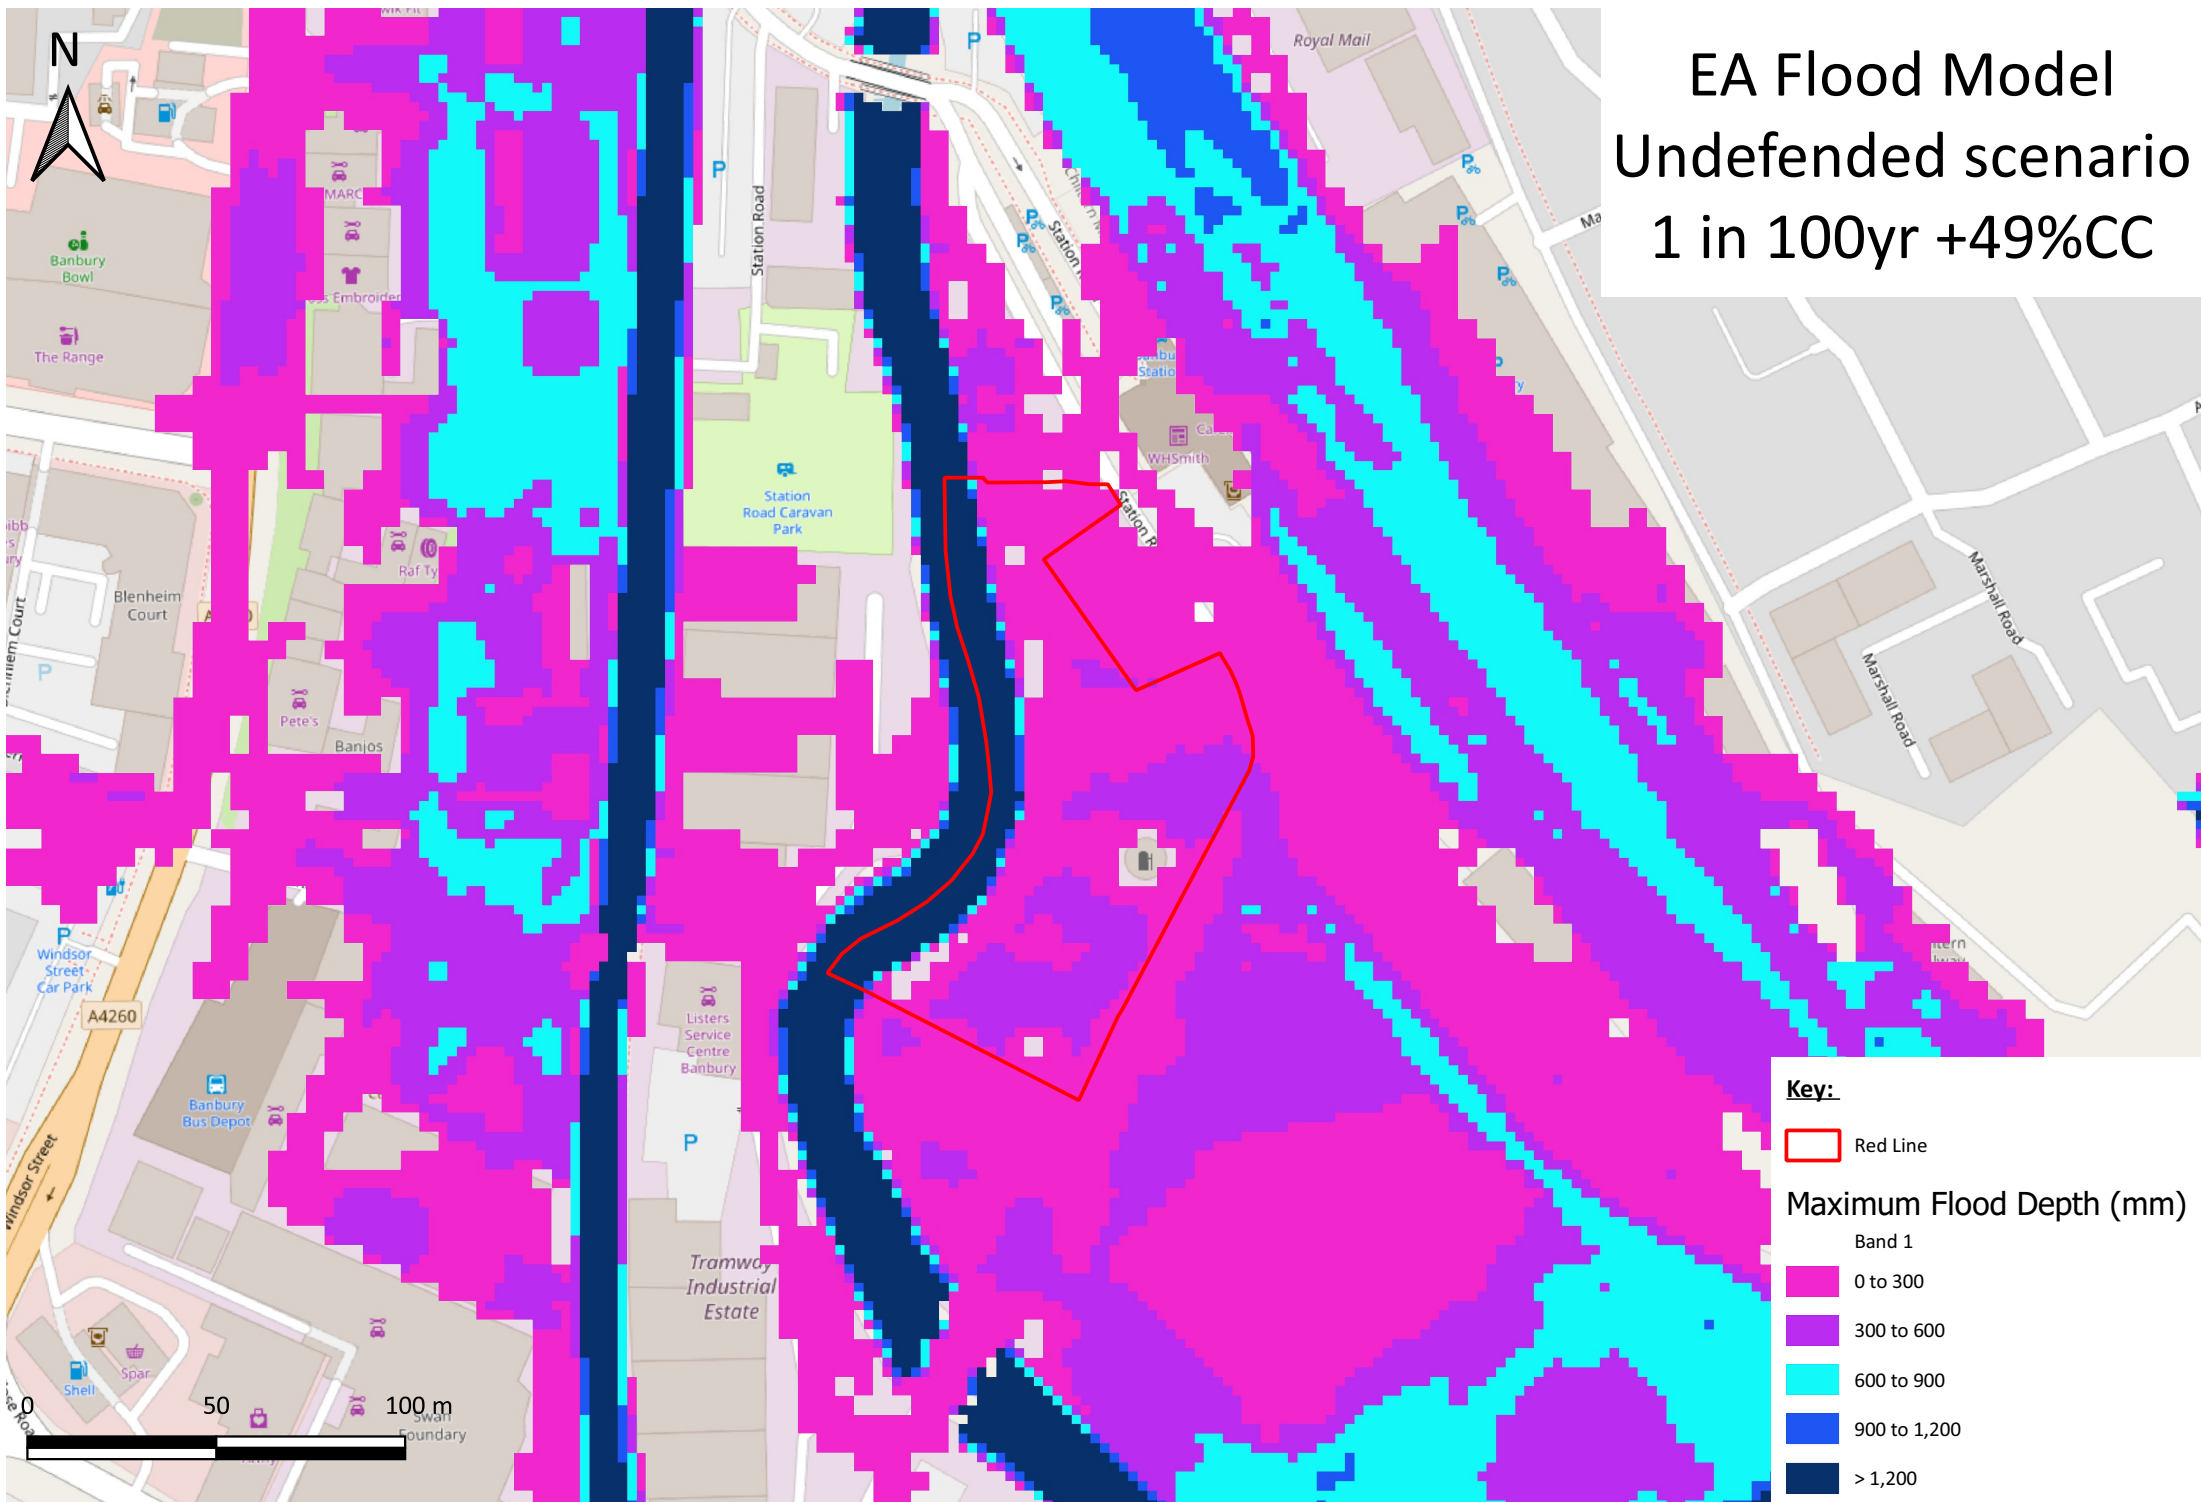 EA Flood Model
Undefended scenario
1 in 100yr +49%CC
N
Royal Mail
P
MARC
Banbury
Bowl
Embroider
The Range
Station Road
P
Station
WHSmith
Station
Road Caravan
Park
Blenheim
Court
P
Raf Ty
Pete's
Banjos
Marshall Road
Marshall Road
P
Windsor
Street
Car Park
A4260
Listers
Service
Centre
Banbury
Banbury
Bus Depot
P
Windsor Street
Tramway
Industrial
Estate
Spar
Shell
Swan
Foundary
0 50 100 m
Key:
Red Line
Maximum Flood Depth (mm)
Band 1
0 to 300
300 to 600
600 to 900
900 to 1,200
> 1,200